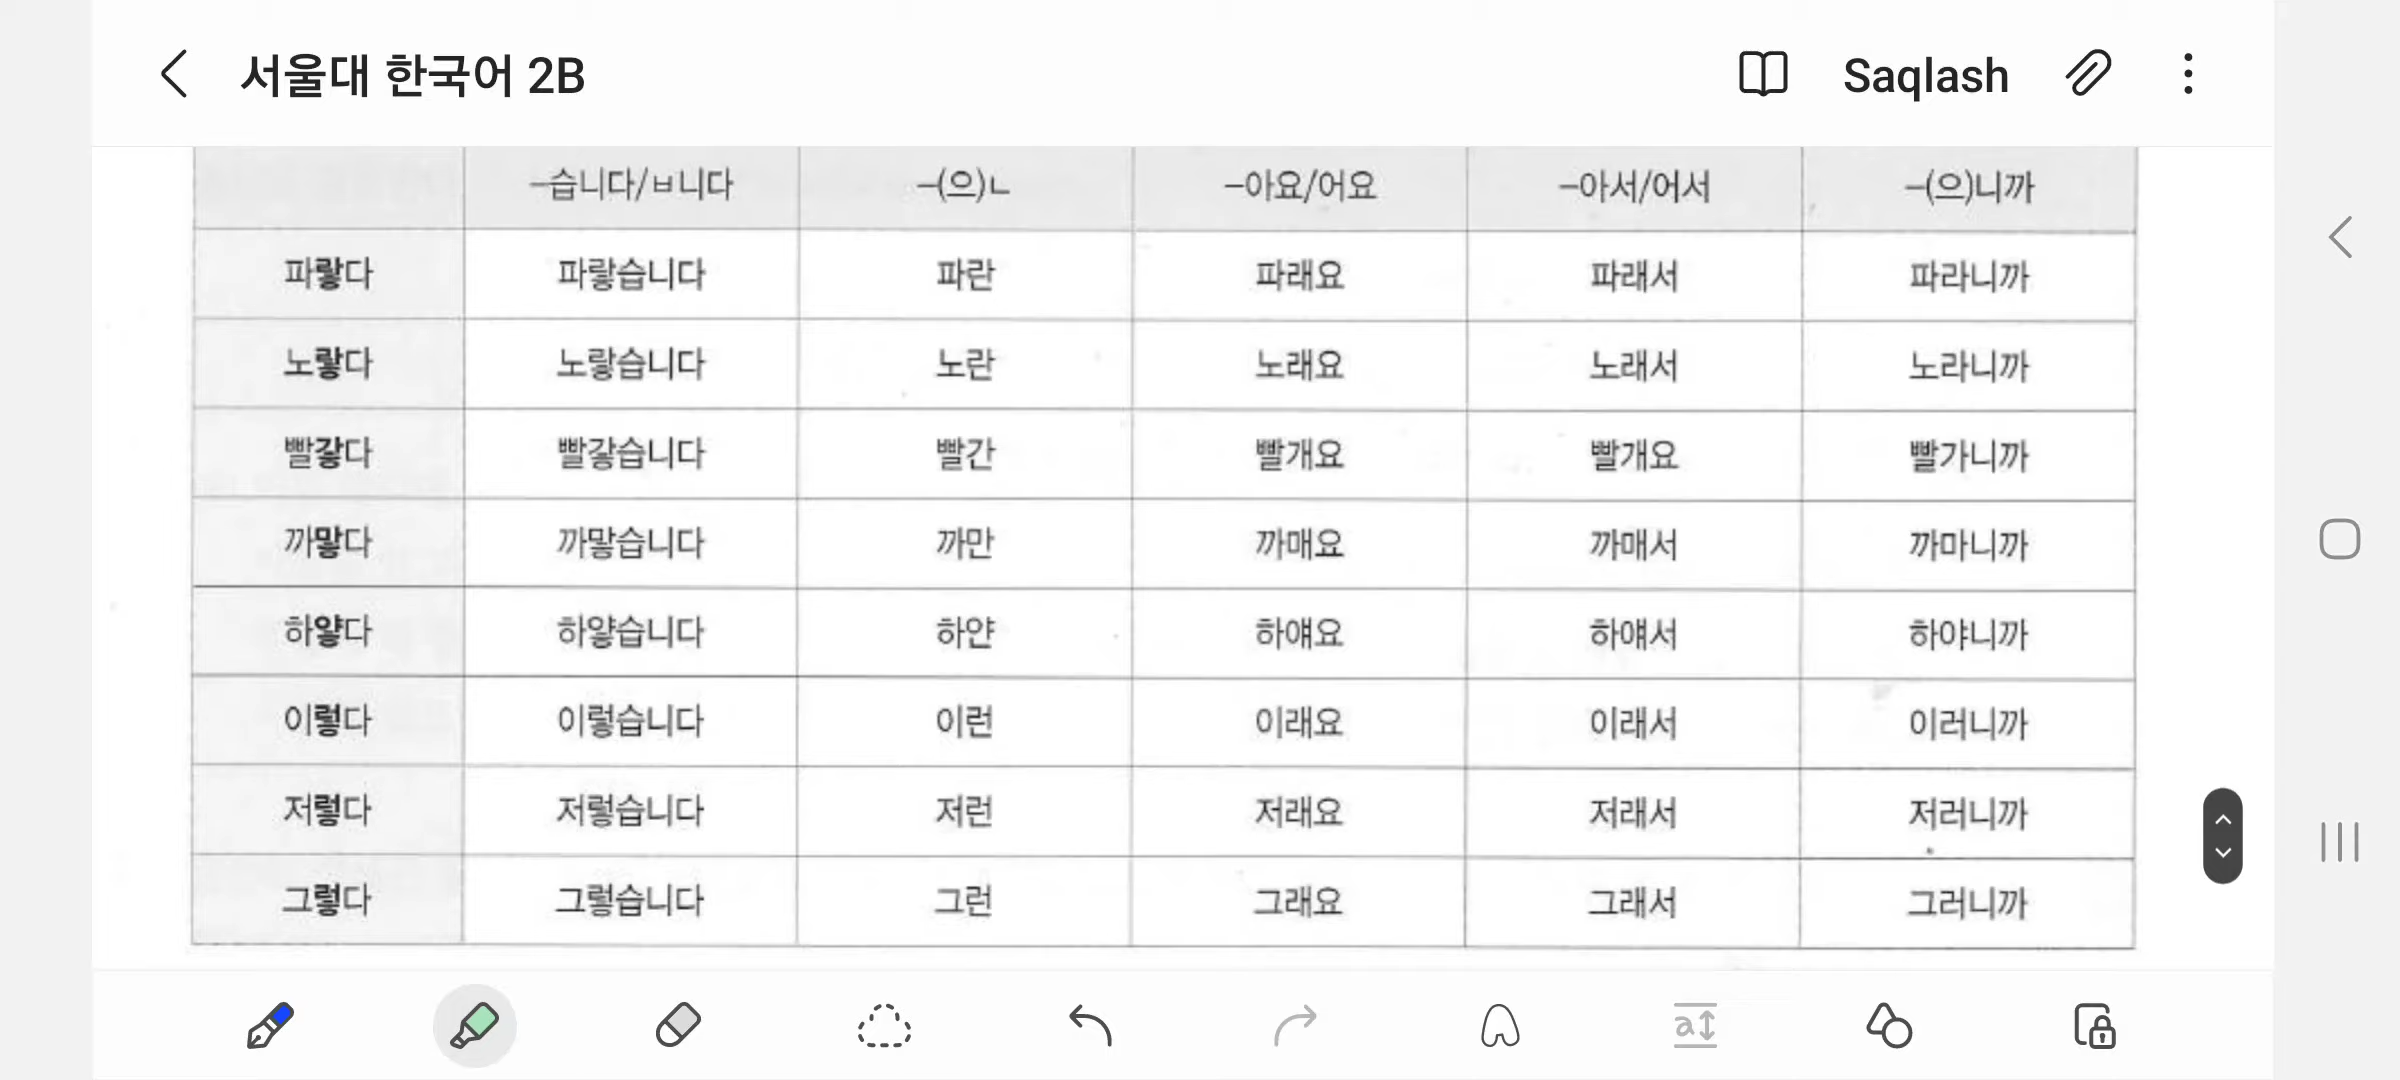 서울대 한국어 2B Saqlash
–습니다/ㅂ니다 –(으)ㄴ –아요/어요 –아서/어서 –(으)니까
파랗다 파랗습니다 파란 파래요 파래서 파라니까
노랗다 노랗습니다 노란 노래요 노래서 노라니까
빨갛다 빨갛습니다 빨간 빨개요 빨개요 빨가니까
까맣다 까맣습니다 까만 까매요 까매서 까마니까
하얗다 하얗습니다 하얀 하얘요 하얘서 하야니까
이렇다 이렇습니다 이런 이래요 이래서 이러니까
저렇다 저렇습니다 저런 저래요 저래서 저러니까
그렇다 그렇습니다 그런 그래요 그래서 그러니까